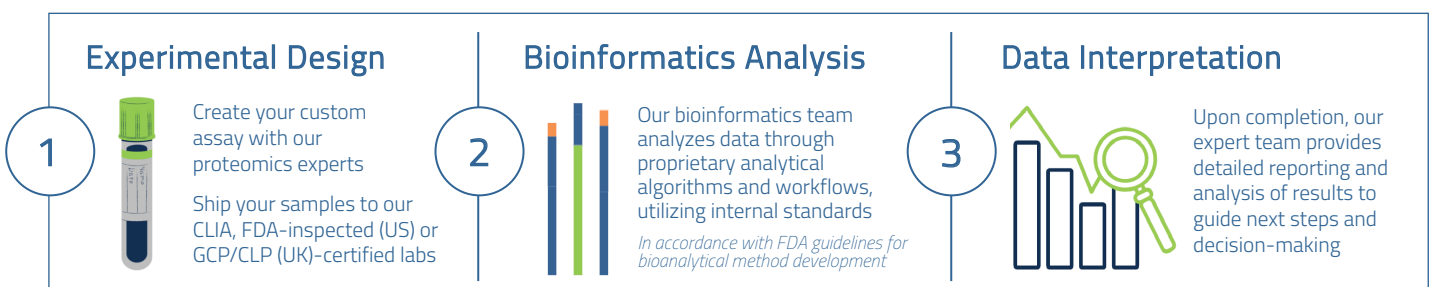 Experimental Design
1
Create your custom
assay with our
proteomics experts
Ship your samples to our
CLIA, FDA-inspected (US) or
GCP/CLP (UK)-certified labs
Name
Date
Bioinformatics Analysis
2
Our bioinformatics team
analyzes data through
proprietary analytical
algorithms and workflows,
utilizing internal standards
In accordance with FDA guidelines for
bioanalytical method development
Data Interpretation
3
Upon completion, our
expert team provides
detailed reporting and
analysis of results to
guide next steps and
decision-making